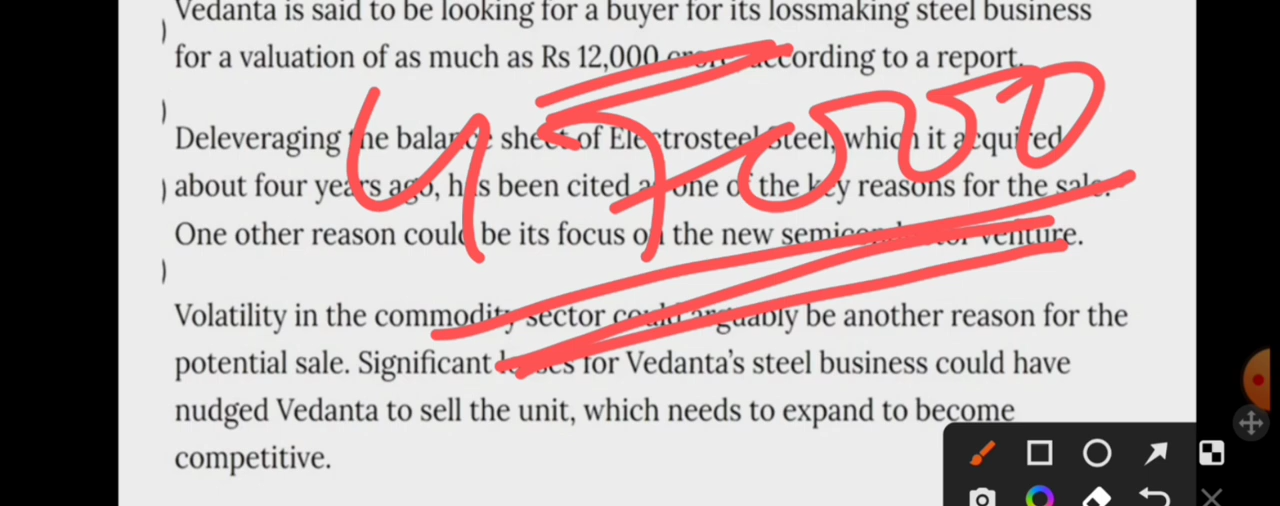 Vedanta is said to be looking for a buyer for its lossmaking steel business
for a valuation of as much as Rs 12,000 crore, according to a report.
45000
Deleveraging the balance sheet of Electrosteel Steel, which it acquired
about four years ago, has been cited as one of the key reasons for the sale.
One other reason could be its focus on the new semiconductor venture.
Volatility in the commodity sector could arguably be another reason for the
potential sale. Significant losses for Vedanta’s steel business could have
nudged Vedanta to sell the unit, which needs to expand to become
competitive.